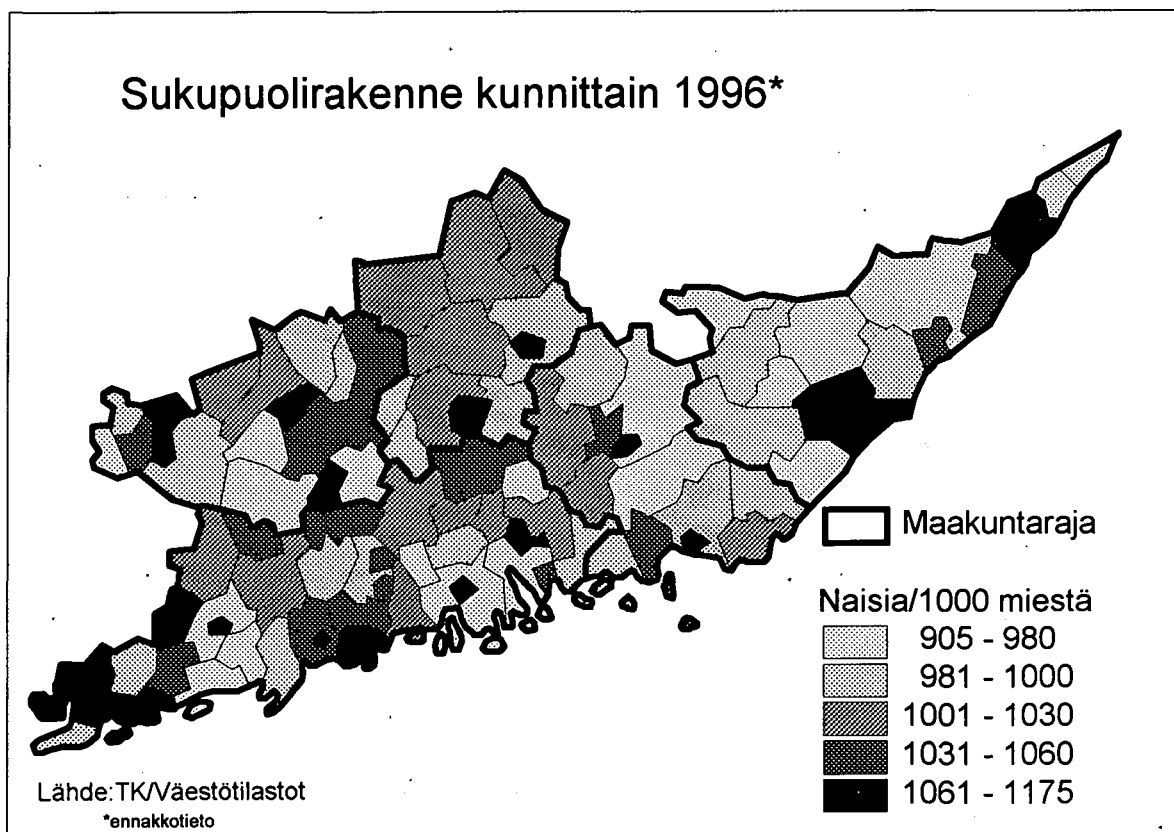 Sukupuolirakenne kunnittain 1996*
Maakuntaraja
Naisia/1000 miestä
905 - 980
981 - 1000
1001 - 1030
1031 - 1060
1061 - 1175
Lähde:TK/Väestötilastot
*ennakkotieto